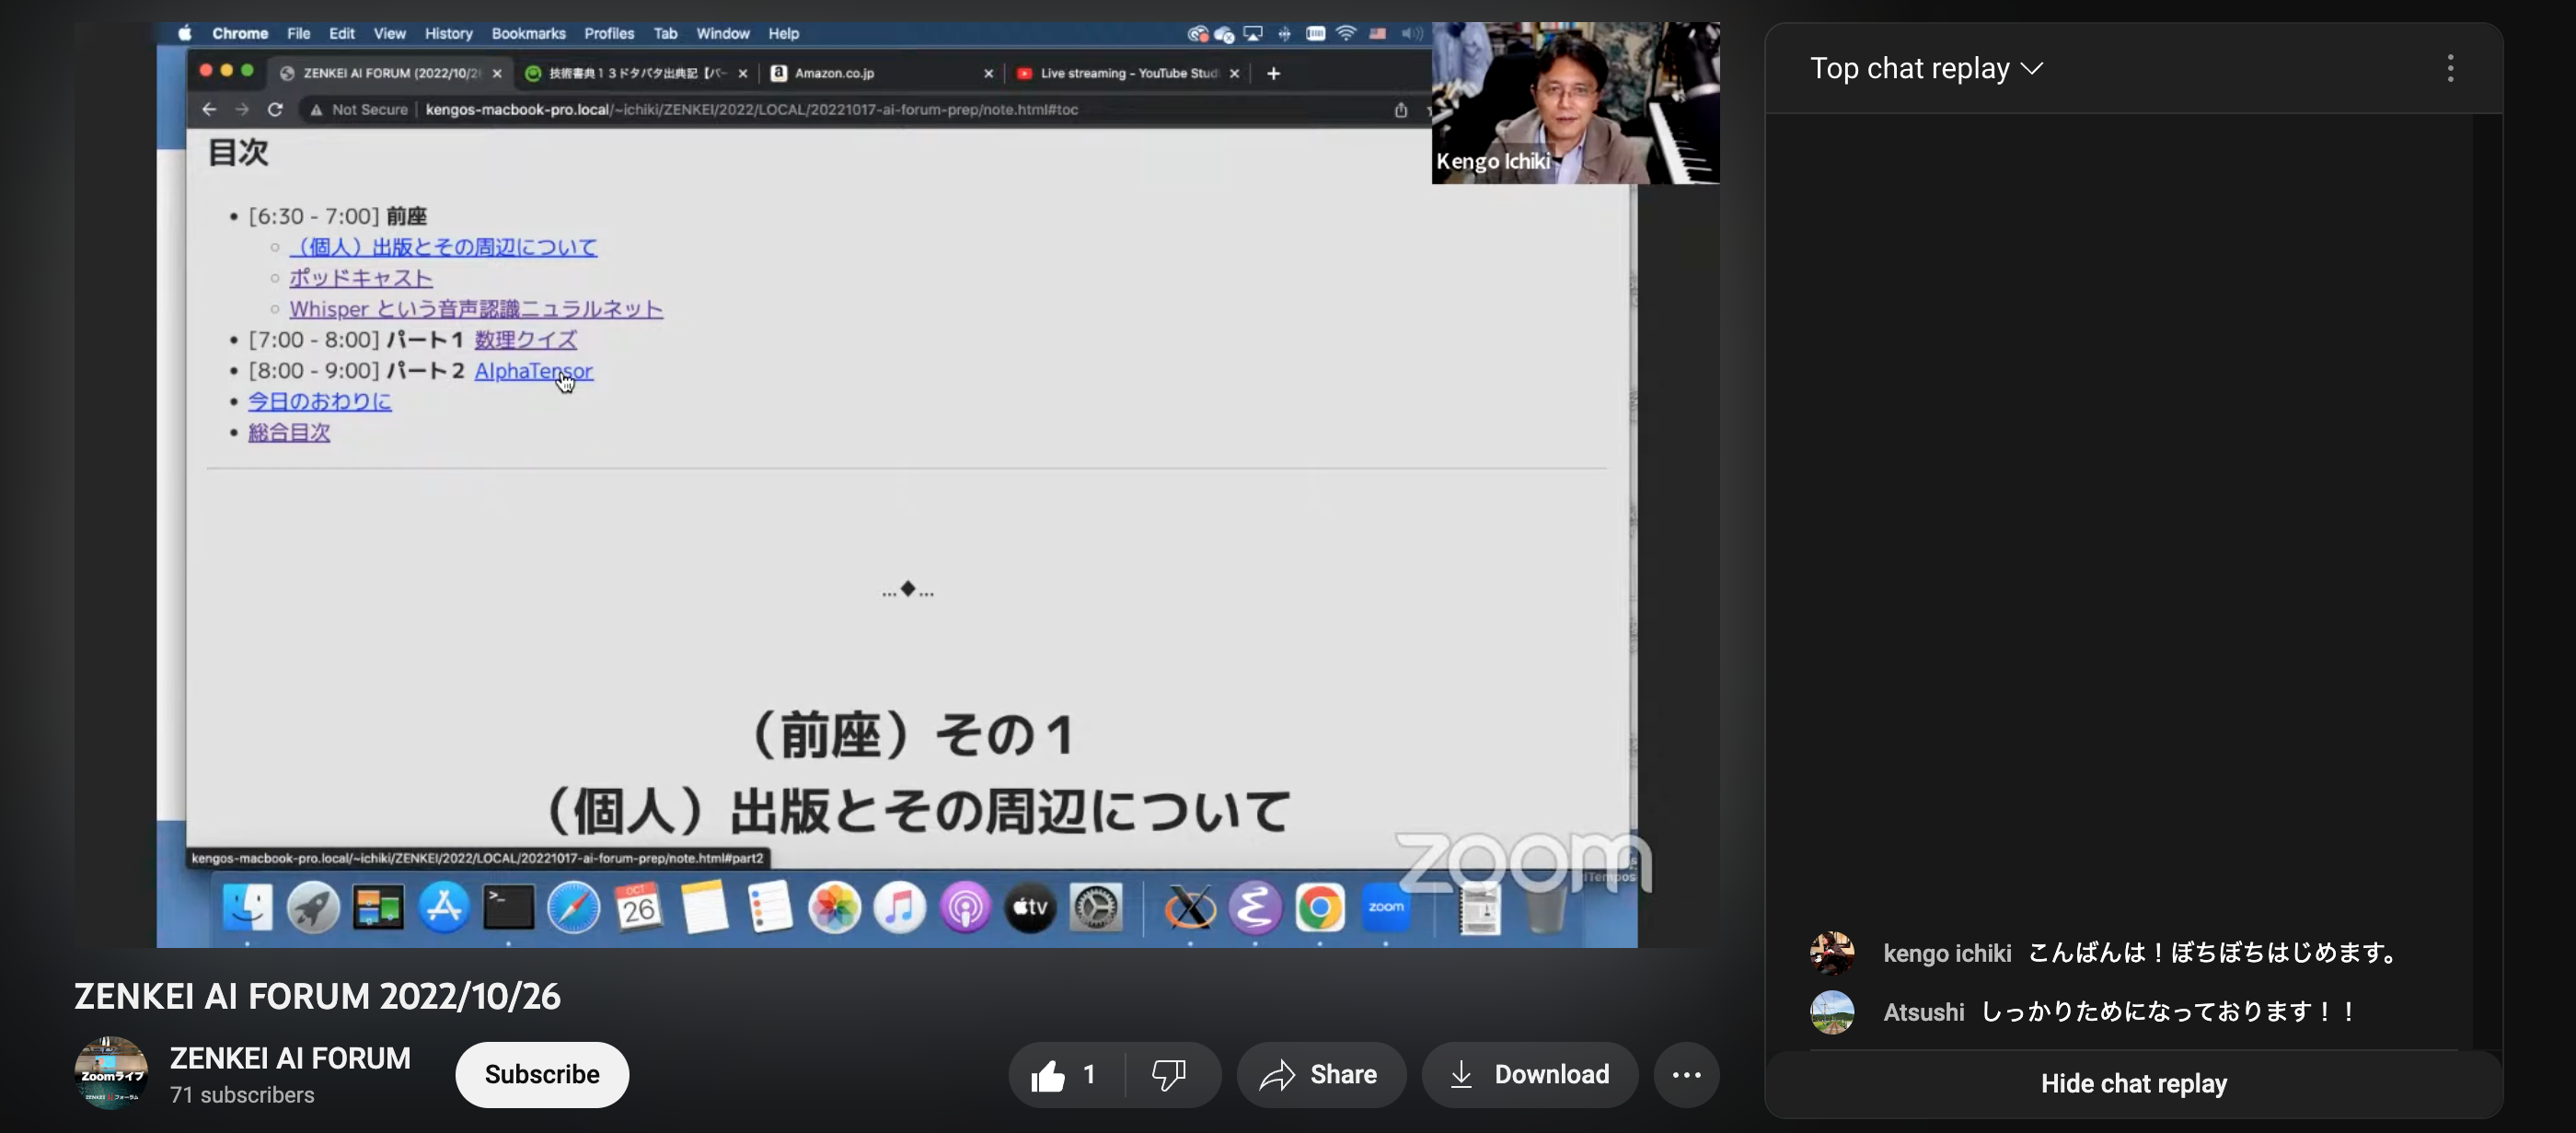 Chrome File Edit View History Bookmarks Profiles Tab Window Help
ZENKEI AI FORUM (2022/10/2
技術書典13ドタバタ出典記【バー
Amazon.co.jp
Live streaming - YouTube Stud
Not Secure | kengos-macbook-pro.local/~ichiki/ZENKEI/2022/LOCAL/20221017-ai-forum-prep/note.html#toc
Kengo Ichiki
目次
[6:30 - 7:00] 前座
（個人）出版とその周辺について
ポッドキャスト
Whisper という音声認識ニュラルネット
[7:00 - 8:00] パート1 数理クイズ
[8:00 - 9:00] パート2 AlphaTensor
今日のおわりに
総合目次
...◆...
（前座）その1
（個人）出版とその周辺について
kengos-macbook-pro.local/~ichiki/ZENKEI/2022/LOCAL/20221017-ai-forum-prep/note.html#part2
zoom
OCT
26
tv
zoom
ZENKEI AI FORUM 2022/10/26
Zoomライブ
ZENKEI AI FORUM
71 subscribers
Subscribe
1
Share
Download
Top chat replay
kengo ichiki こんばんは！ぼちぼちはじめます。
Atsushi しっかりためになっております！！
Hide chat replay